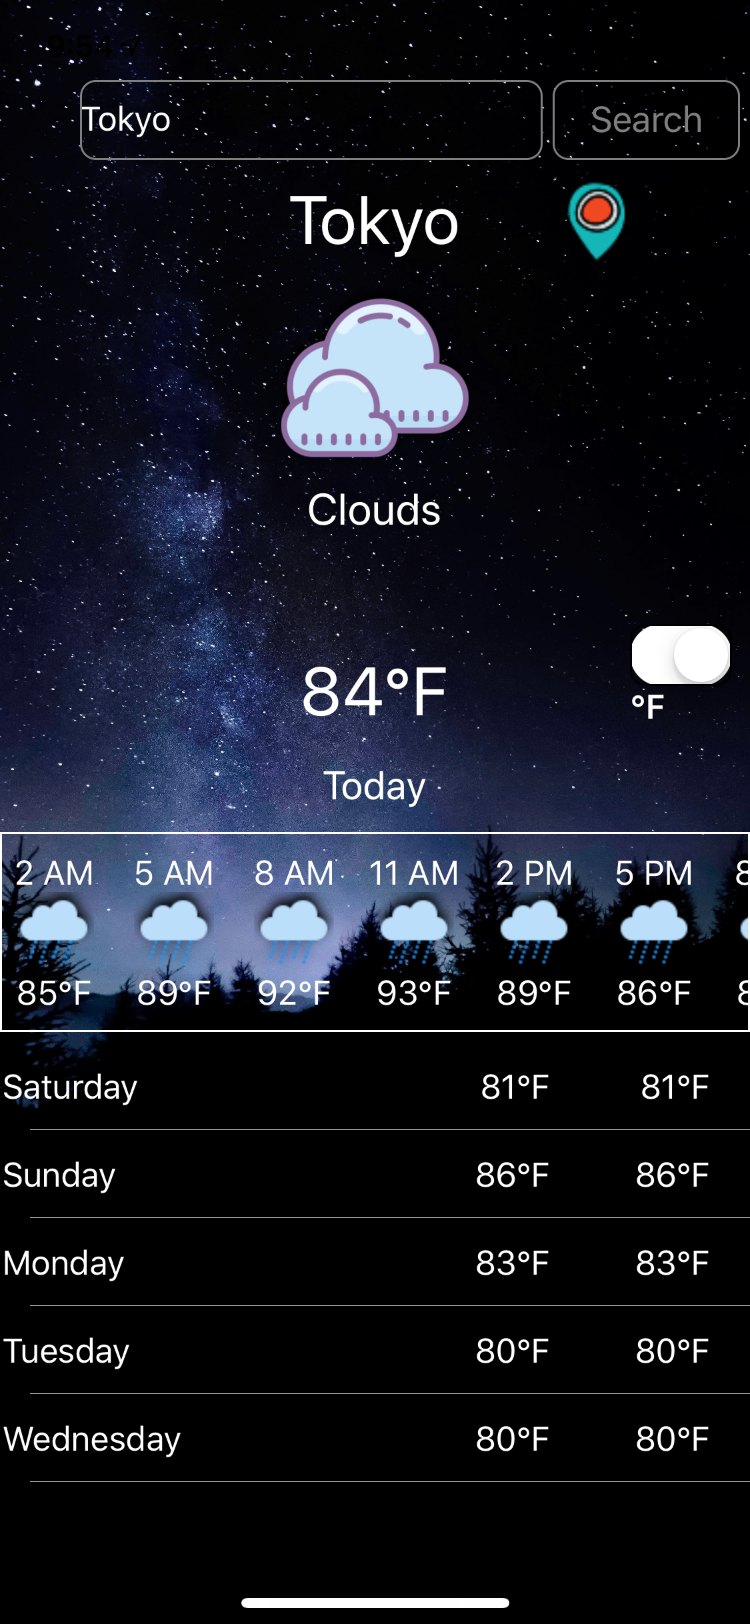 Tokyo Search
Tokyo
Clouds
84°F
°F
Today
2 AM 5 AM 8 AM 11 AM 2 PM 5 PM
85°F 89°F 92°F 93°F 89°F 86°F
Saturday 81°F 81°F
Sunday 86°F 86°F
Monday 83°F 83°F
Tuesday 80°F 80°F
Wednesday 80°F 80°F